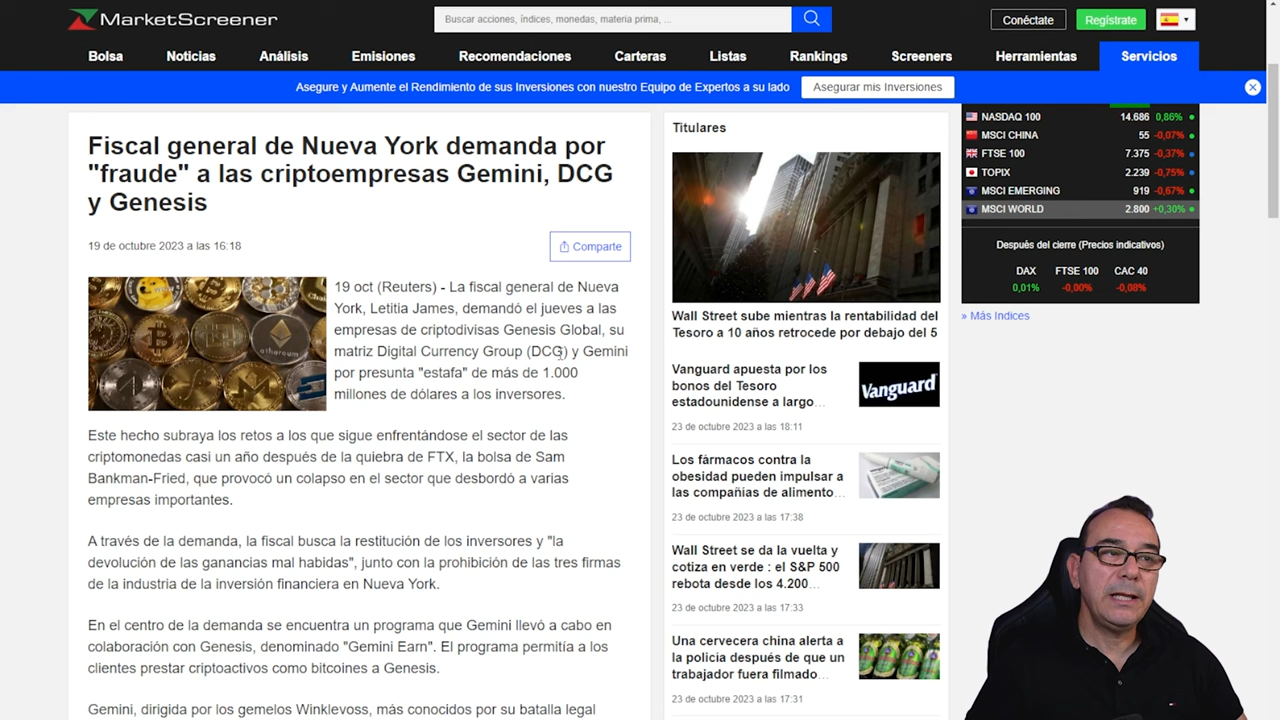 MarketScreener
Buscar acciones, índices, monedas, materia prima, ...
Conéctate
Regístrate
Bolsa
Noticias
Análisis
Emisiones
Recomendaciones
Carteras
Listas
Rankings
Screeners
Herramientas
Servicios
Asegure y Aumente el Rendimiento de sus Inversiones con nuestro Equipo de Expertos a su lado
Asegurar mis Inversiones
Fiscal general de Nueva York demanda por
"fraude" a las criptoempresas Gemini, DCG
y Genesis
19 de octubre 2023 a las 16:18
Comparte
19 oct (Reuters) - La fiscal general de Nueva
York, Letitia James, demandó el jueves a las
empresas de criptodivisas Genesis Global, su
matriz Digital Currency Group (DCG) y Gemini
por presunta "estafa" de más de 1.000
millones de dólares a los inversores.
ethereum
Este hecho subraya los retos a los que sigue enfrentándose el sector de las
criptomonedas casi un año después de la quiebra de FTX, la bolsa de Sam
Bankman-Fried, que provocó un colapso en el sector que desbordó a varias
empresas importantes.
A través de la demanda, la fiscal busca la restitución de los inversores y "la
devolución de las ganancias mal habidas", junto con la prohibición de las tres firmas
de la industria de la inversión financiera en Nueva York.
En el centro de la demanda se encuentra un programa que Gemini llevó a cabo en
colaboración con Genesis, denominado "Gemini Earn". El programa permitía a los
clientes prestar criptoactivos como bitcoines a Genesis.
Gemini, dirigida por los gemelos Winklevoss, más conocidos por su batalla legal
Titulares
Wall Street sube mientras la rentabilidad del
Tesoro a 10 años retrocede por debajo del 5
Vanguard apuesta por los
bonos del Tesoro
estadounidense a largo...
Vanguard
23 de octubre 2023 a las 18:11
Los fármacos contra la
obesidad pueden impulsar a
las compañías de alimento...
23 de octubre 2023 a las 17:38
Wall Street se da la vuelta y
cotiza en verde : el S&P 500
rebota desde los 4.200...
23 de octubre 2023 a las 17:33
Una cervecera china alerta a
la policía después de que un
trabajador fuera filmado...
23 de octubre 2023 a las 17:31
NASDAQ 100 14.686 0,86%
MSCI CHINA 55 -0,07%
FTSE 100 7.375 -0,37%
TOPIX 2.239 -0,75%
MSCI EMERGING 919 -0,67%
MSCI WORLD 2.800 +0,30%
Después del cierre (Precios indicativos)
DAX FTSE 100 CAC 40
0,01% -0,00% -0,08%
» Más Indices